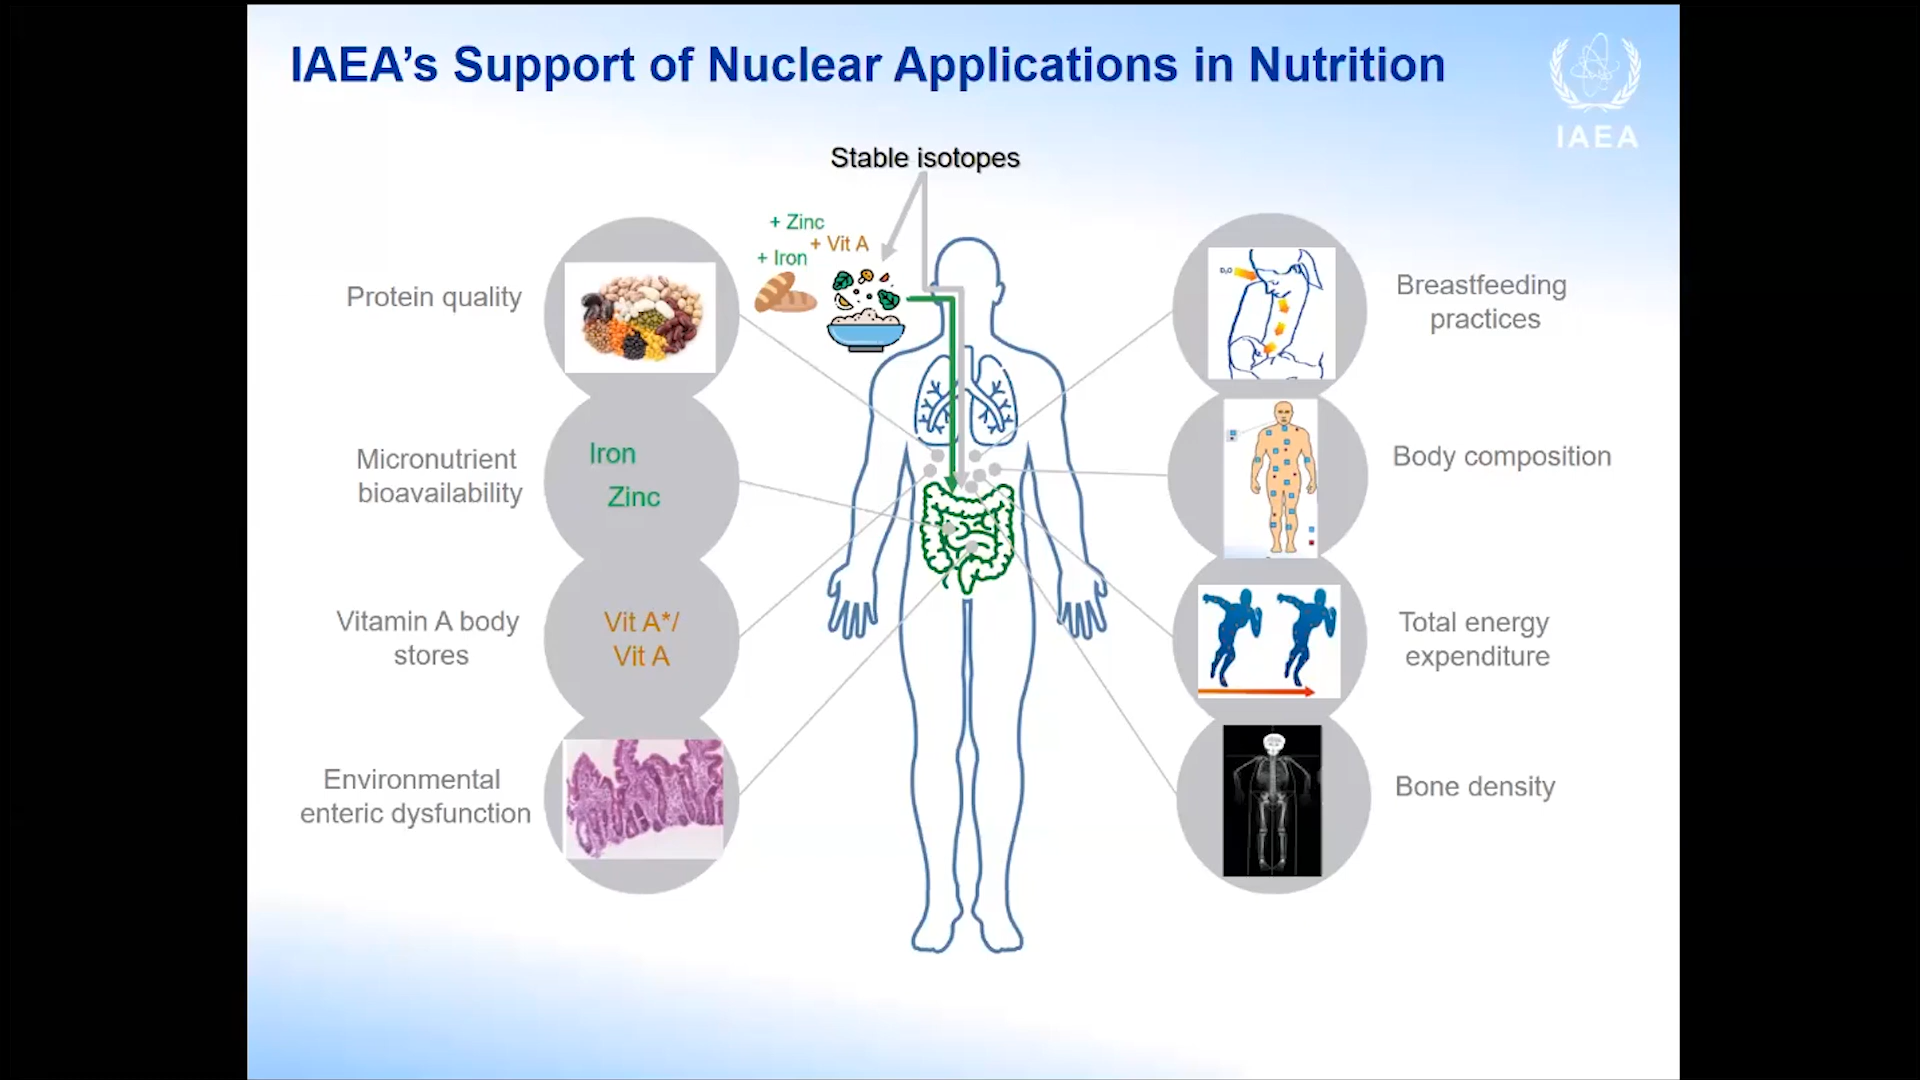 IAEA's Support of Nuclear Applications in Nutrition
IAEA
Stable isotopes
+ Zinc
+ Vit A
+ Iron
Protein quality
Micronutrient
bioavailability
Iron
Zinc
Vitamin A body
stores
Vit A*/
Vit A
Environmental
enteric dysfunction
D₂O
Breastfeeding
practices
Body composition
Total energy
expenditure
Bone density